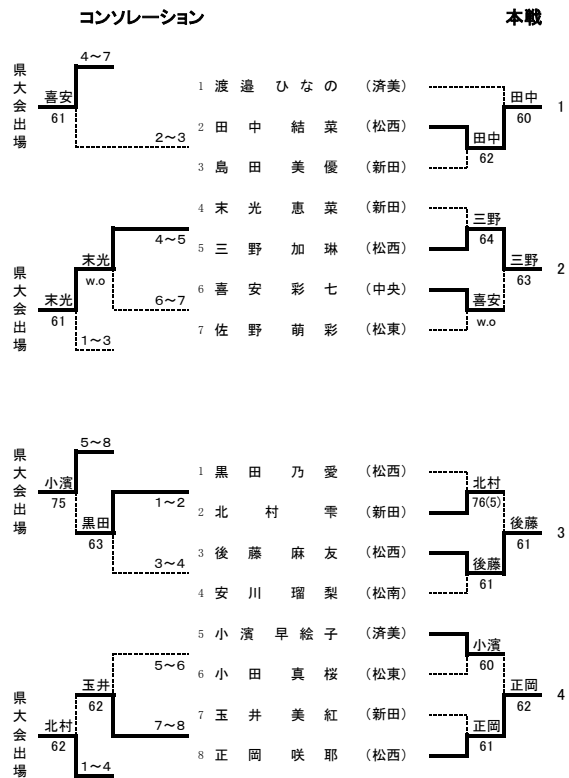 コンソレーション 本戦
県大会出場
4～7
喜安
61
2～3
1 渡邉 ひなの （済美）
2 田中 結菜 （松西）
3 島田 美優 （新田）
田中
62
田中
60
1
4 末光 恵菜 （新田）
5 三野 加琳 （松西）
6 喜安 彩七 （中央）
7 佐野 萌彩 （松東）
県大会出場
4～5
末光
w.o
6～7
末光
61
1～3
三野
64
喜安
w.o
三野
63
2
県大会出場
5～8
小濱
75
黒田
63
1～2
3～4
1 黒田 乃愛 （松西）
2 北村 雫 （新田）
3 後藤 麻友 （松西）
4 安川 瑠梨 （松南）
北村
76(5)
後藤
61
後藤
61
3
5 小濱 早絵子 （済美）
6 小田 真桜 （松東）
7 玉井 美紅 （新田）
8 正岡 咲耶 （松西）
県大会出場
5～6
玉井
62
7～8
北村
62
1～4
小濱
60
正岡
61
正岡
62
4